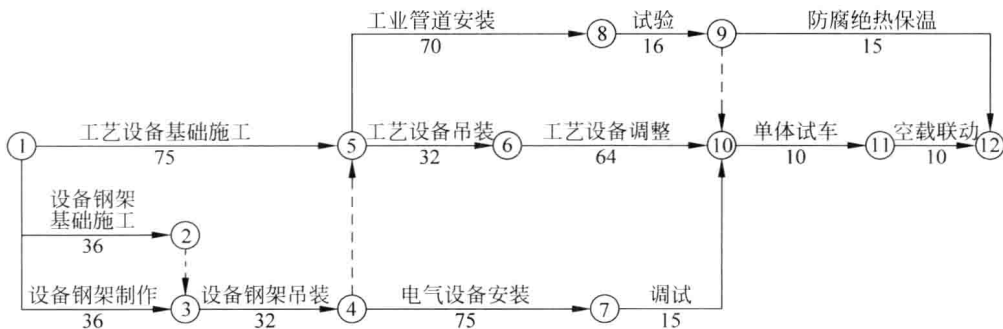 工业管道安装
70
⑧
试验
16
⑨
防腐绝热保温
15
①
工艺设备基础施工
75
⑤
工艺设备吊装
32
⑥
工艺设备调整
64
⑩
单体试车
10
⑪
空载联动
10
⑫
设备钢架
基础施工
36
②
设备钢架制作
36
③
设备钢架吊装
32
④
电气设备安装
75
⑦
调试
15